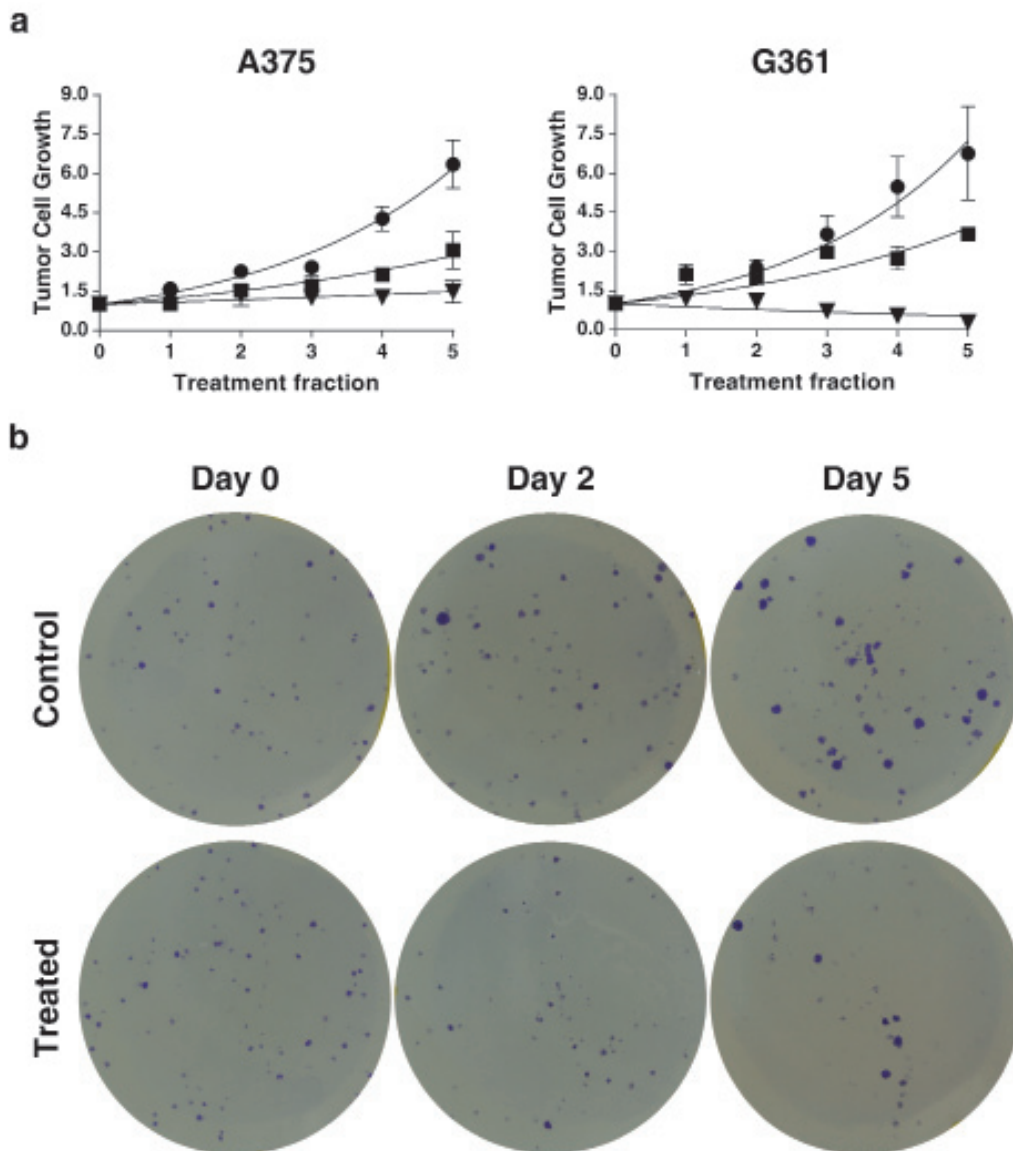 a
A375
G361
Tumor Cell Growth
9.0
7.5
6.0
4.5
3.0
1.5
0.0
0 1 2 3 4 5
Treatment fraction
Tumor Cell Growth
9.0
7.5
6.0
4.5
3.0
1.5
0.0
0 1 2 3 4 5
Treatment fraction
b
Day 0 Day 2 Day 5
Control
Treated